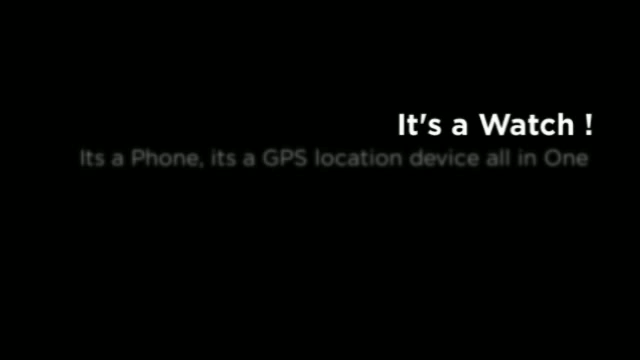 It's a Watch !
Its a Phone, its a GPS location device all in One